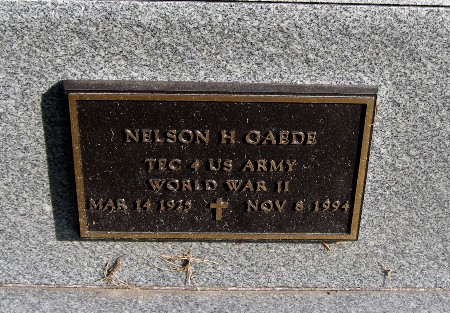 NELSON H GAEDE
TEC 4 US ARMY
WORLD WAR II
MAR 14 1925 NOV 8 1994